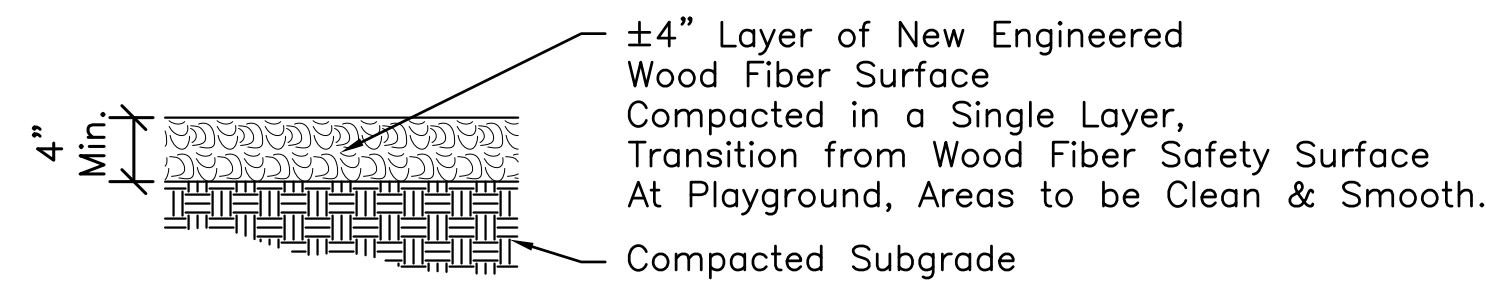 ±4” Layer of New Engineered
Wood Fiber Surface
Compacted in a Single Layer,
Transition from Wood Fiber Safety Surface
At Playground, Areas to be Clean & Smooth.
4”
Min.
Compacted Subgrade